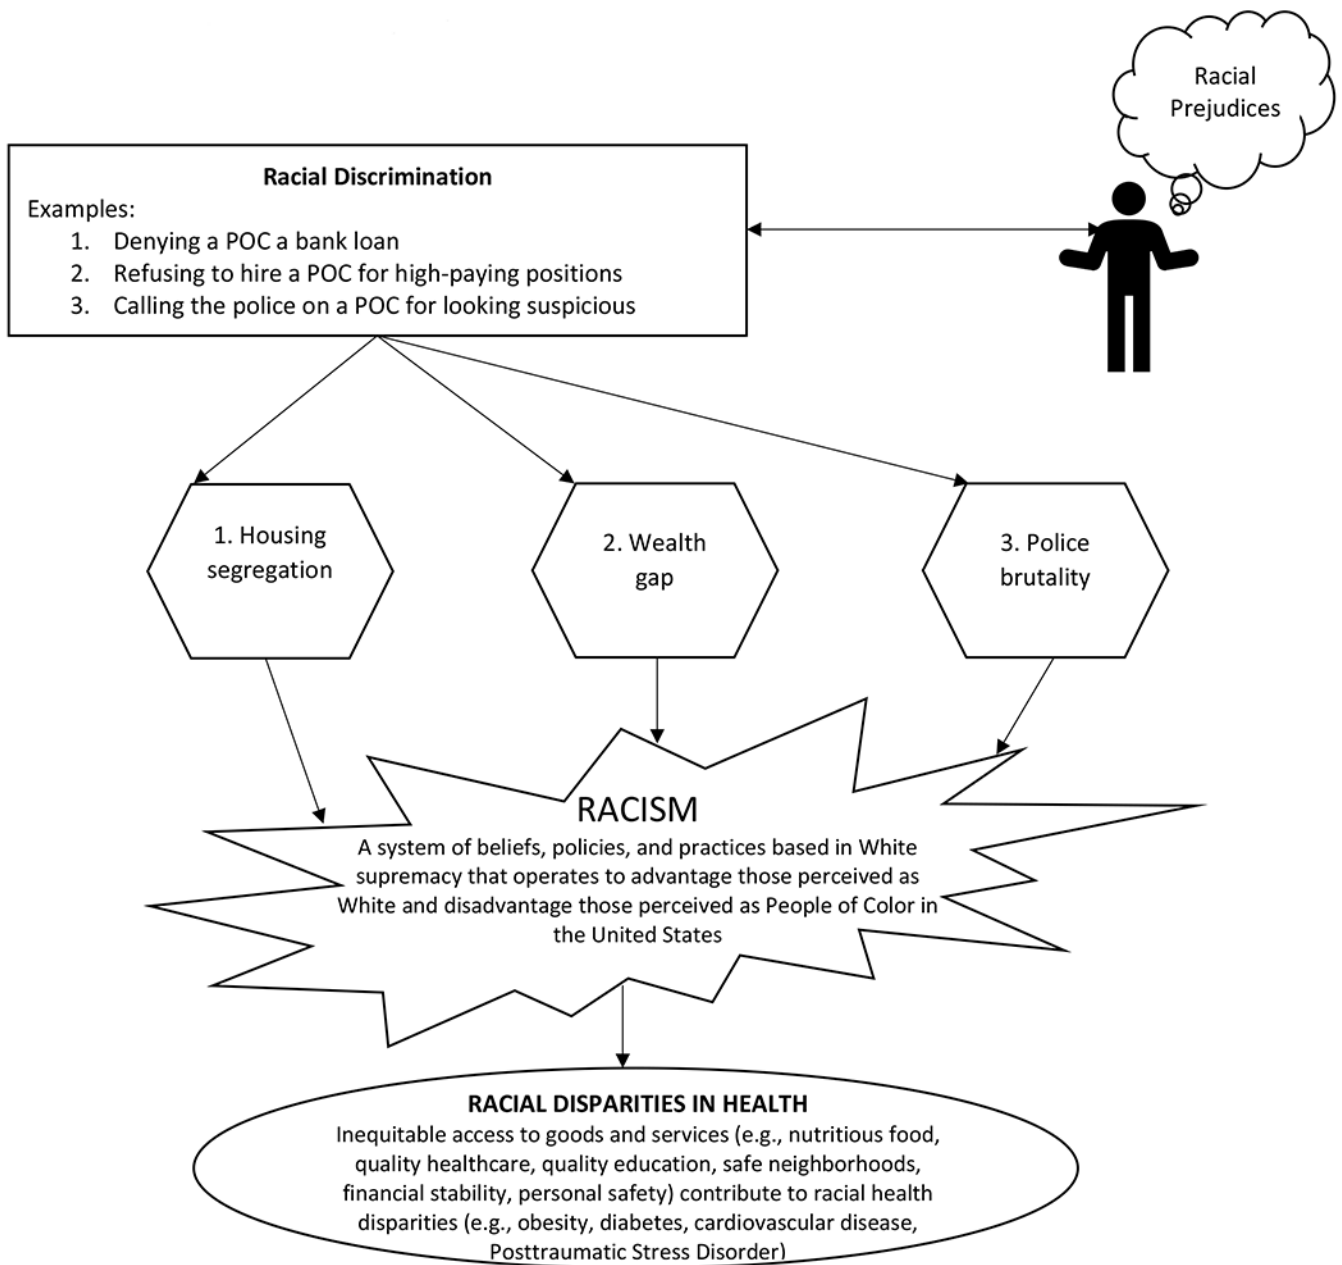 Racial
Prejudices
Racial Discrimination
Examples:
1. Denying a POC a bank loan
2. Refusing to hire a POC for high-paying positions
3. Calling the police on a POC for looking suspicious
1. Housing
segregation
2. Wealth
gap
3. Police
brutality
RACISM
A system of beliefs, policies, and practices based in White
supremacy that operates to advantage those perceived as
White and disadvantage those perceived as People of Color in
the United States
RACIAL DISPARITIES IN HEALTH
Inequitable access to goods and services (e.g., nutritious food,
quality healthcare, quality education, safe neighborhoods,
financial stability, personal safety) contribute to racial health
disparities (e.g., obesity, diabetes, cardiovascular disease,
Posttraumatic Stress Disorder)